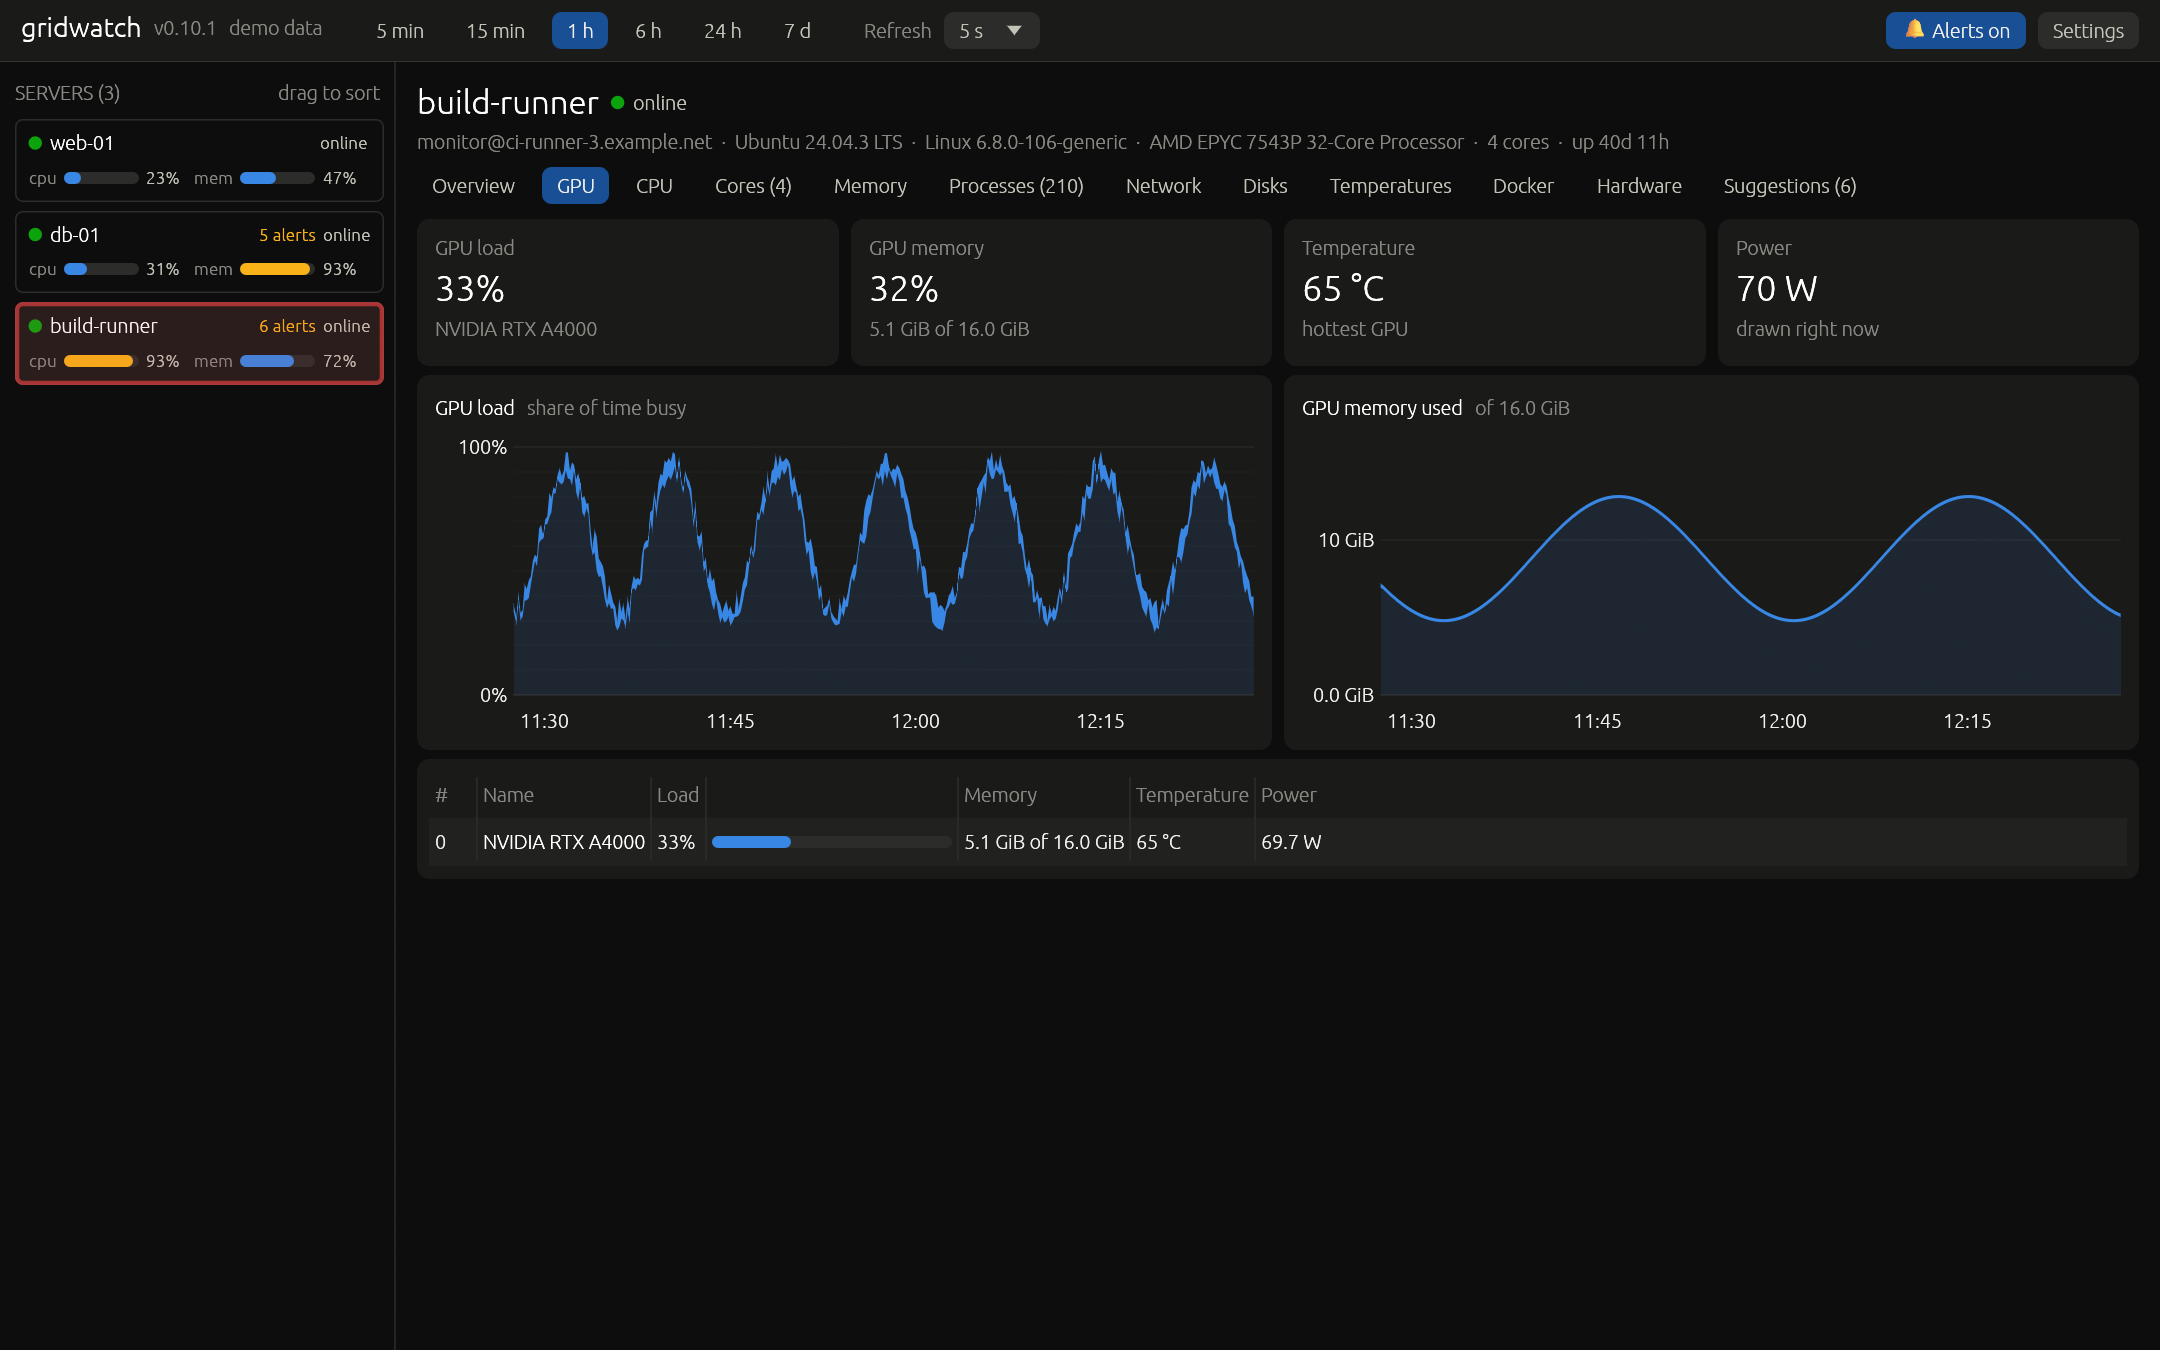 gridwatch v0.10.1 demo data 5 min 15 min 1 h 6 h 24 h 7 d Refresh 5 s Alerts on Settings
SERVERS (3) drag to sort
web-01 online
cpu 23% mem 47%
db-01 5 alerts online
cpu 31% mem 93%
build-runner 6 alerts online
cpu 93% mem 72%
build-runner online
monitor@ci-runner-3.example.net · Ubuntu 24.04.3 LTS · Linux 6.8.0-106-generic · AMD EPYC 7543P 32-Core Processor · 4 cores · up 40d 11h
Overview GPU CPU Cores (4) Memory Processes (210) Network Disks Temperatures Docker Hardware Suggestions (6)
GPU load
33%
NVIDIA RTX A4000
GPU memory
32%
5.1 GiB of 16.0 GiB
Temperature
65 °C
hottest GPU
Power
70 W
drawn right now
GPU load share of time busy
100%
0%
11:30 11:45 12:00 12:15
GPU memory used of 16.0 GiB
10 GiB
0.0 GiB
11:30 11:45 12:00 12:15
# Name Load Memory Temperature Power
0 NVIDIA RTX A4000 33% 5.1 GiB of 16.0 GiB 65 °C 69.7 W